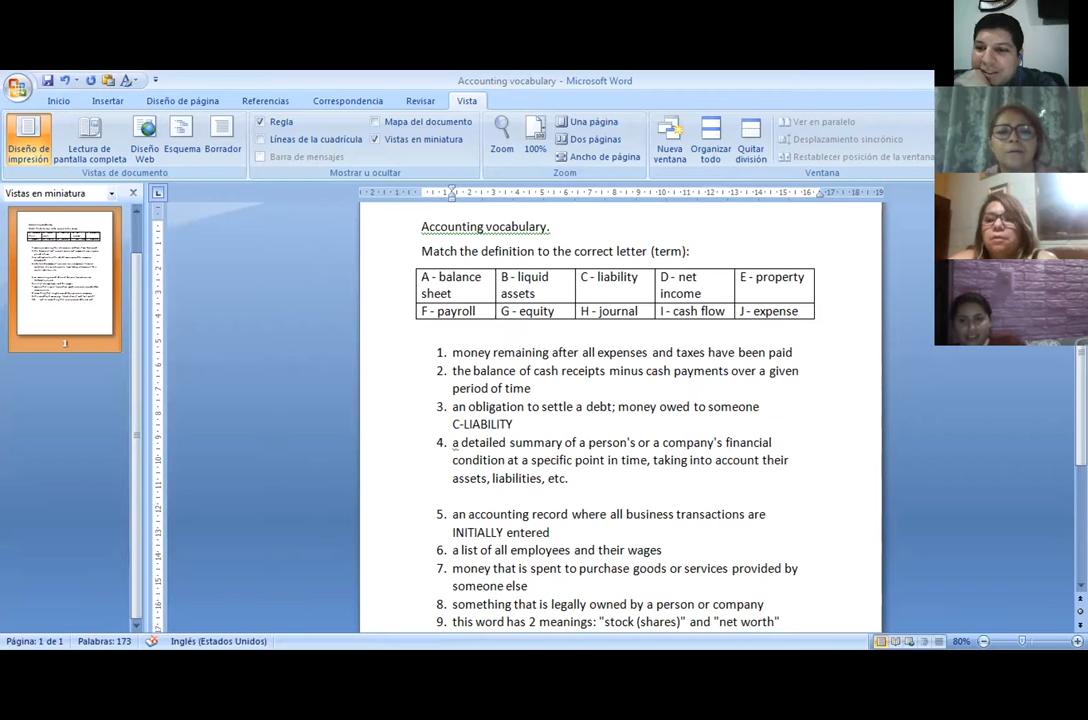 Accounting vocabulary - Microsoft Word
Inicio Insertar Diseño de página Referencias Correspondencia Revisar Vista
Diseño de impresión
Lectura de pantalla completa
Diseño Web
Esquema
Borrador
Vistas de documento
Regla
Líneas de la cuadrícula
Barra de mensajes
Mapa del documento
Vistas en miniatura
Mostrar u ocultar
Zoom
100%
Una página
Dos páginas
Ancho de página
Zoom
Nueva ventana
Organizar todo
Quitar división
Ver en paralelo
Desplazamiento sincrónico
Restablecer posición de la ventana
Ventana
Vistas en miniatura
1
Accounting vocabulary.
Match the definition to the correct letter (term):
A - balance sheet
B - liquid assets
C - liability
D - net income
E - property
F - payroll
G - equity
H - journal
I - cash flow
J - expense
1. money remaining after all expenses and taxes have been paid
2. the balance of cash receipts minus cash payments over a given
period of time
3. an obligation to settle a debt; money owed to someone
C-LIABILITY
4. a detailed summary of a person's or a company's financial
condition at a specific point in time, taking into account their
assets, liabilities, etc.
5. an accounting record where all business transactions are
INITIALLY entered
6. a list of all employees and their wages
7. money that is spent to purchase goods or services provided by
someone else
8. something that is legally owned by a person or company
9. this word has 2 meanings: "stock (shares)" and "net worth"
Página: 1 de 1 Palabras: 173 Inglés (Estados Unidos) 80%